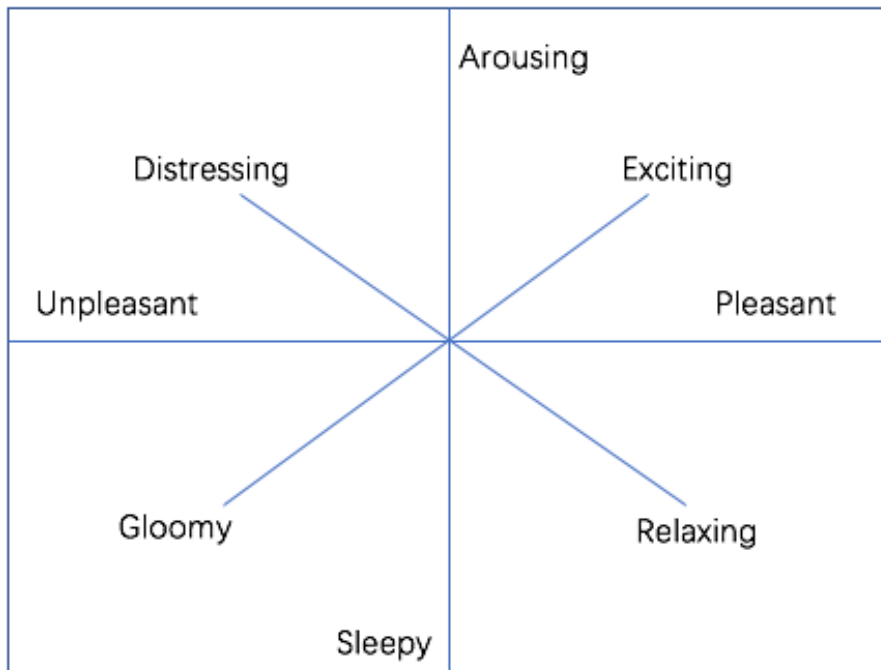 Arousing
Distressing
Exciting
Unpleasant
Pleasant
Gloomy
Relaxing
Sleepy